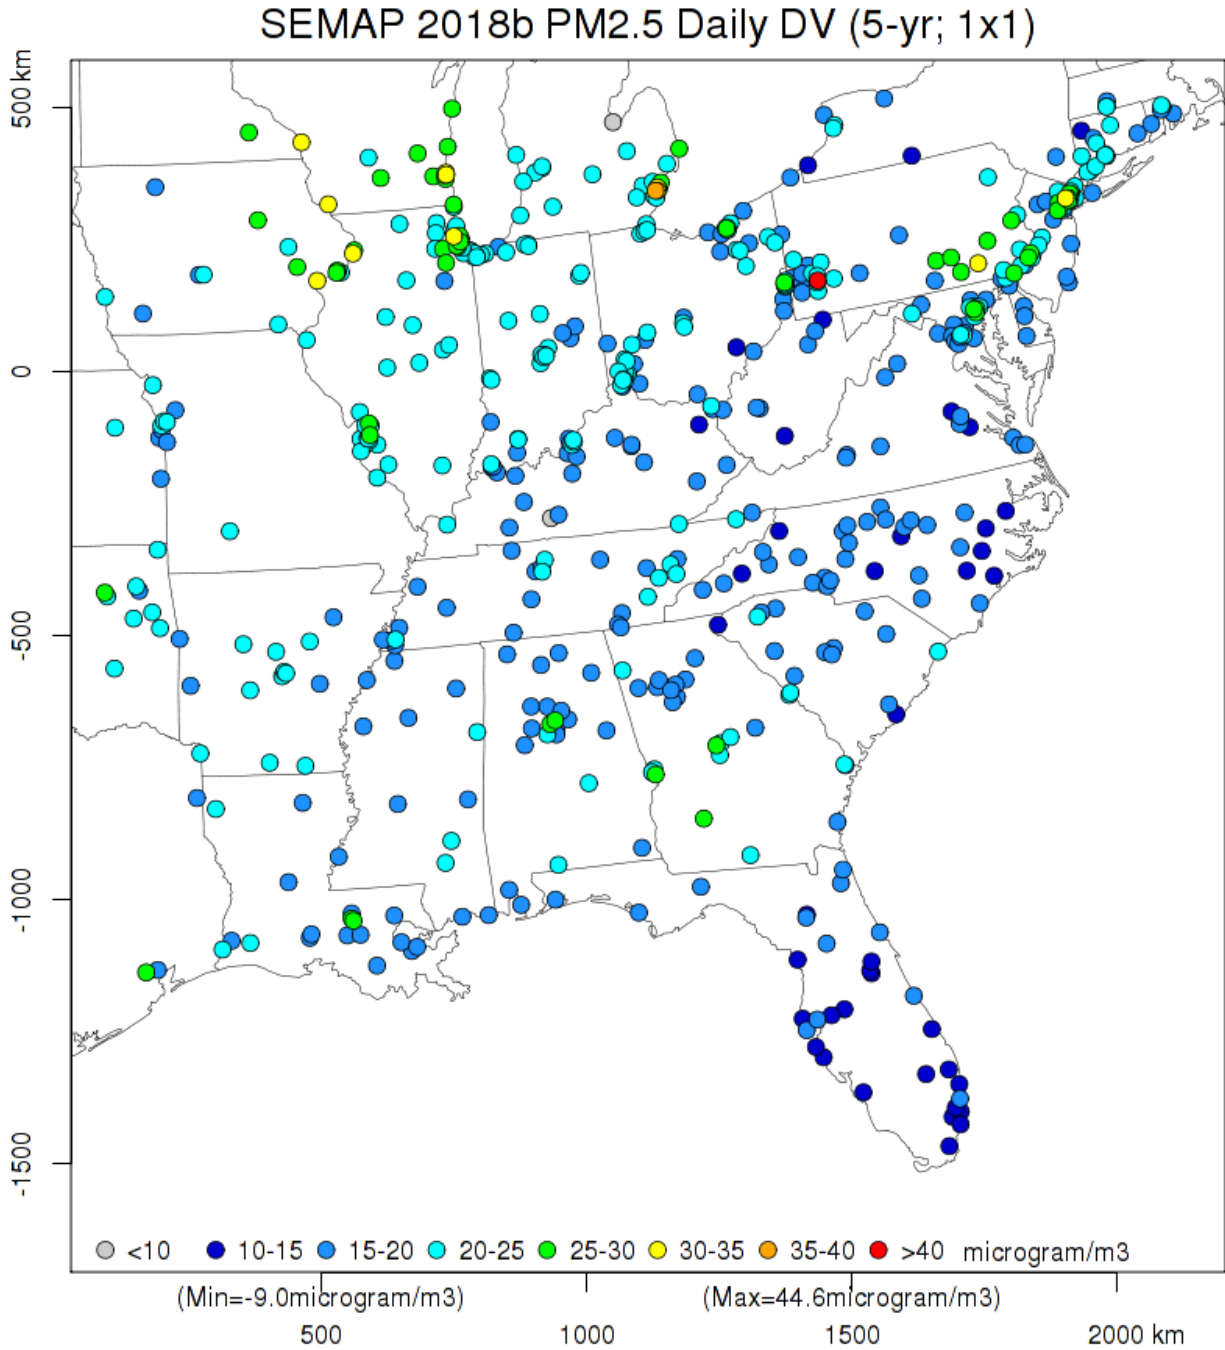 SEMAP 2018b PM2.5 Daily DV (5-yr; 1x1)
500 km
0
-500
-1000
-1500
<10 10-15 15-20 20-25 25-30 30-35 35-40 >40 microgram/m3
(Min=-9.0microgram/m3) (Max=44.6microgram/m3)
500 1000 1500 2000 km